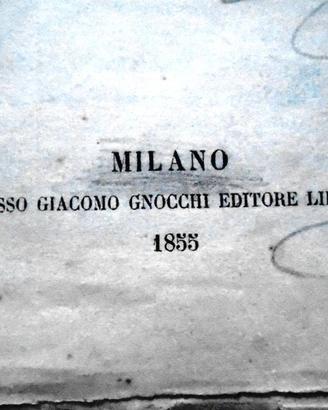 MILANO
SSO GIACOMO GNOCCHI EDITORE LI
1855